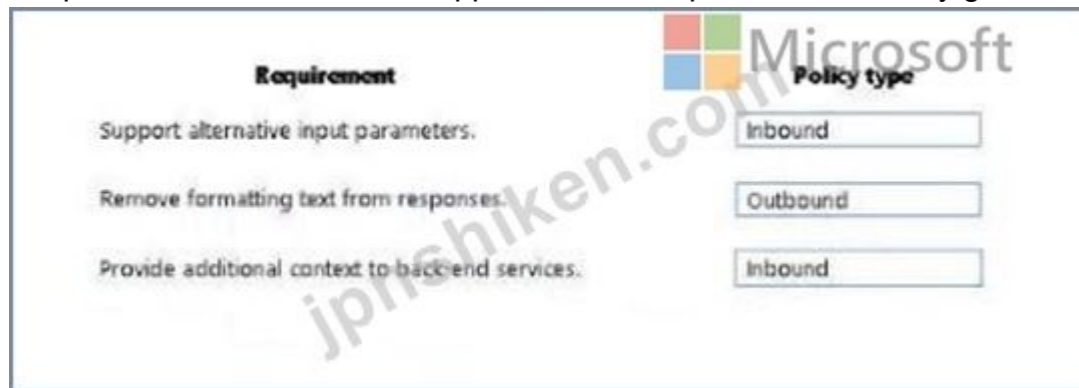 Microsoft
Requirement Policy type
Support alternative input parameters. Inbound
Remove formatting text from responses. Outbound
Provide additional context to back-end services. Inbound
jpnshiken.com